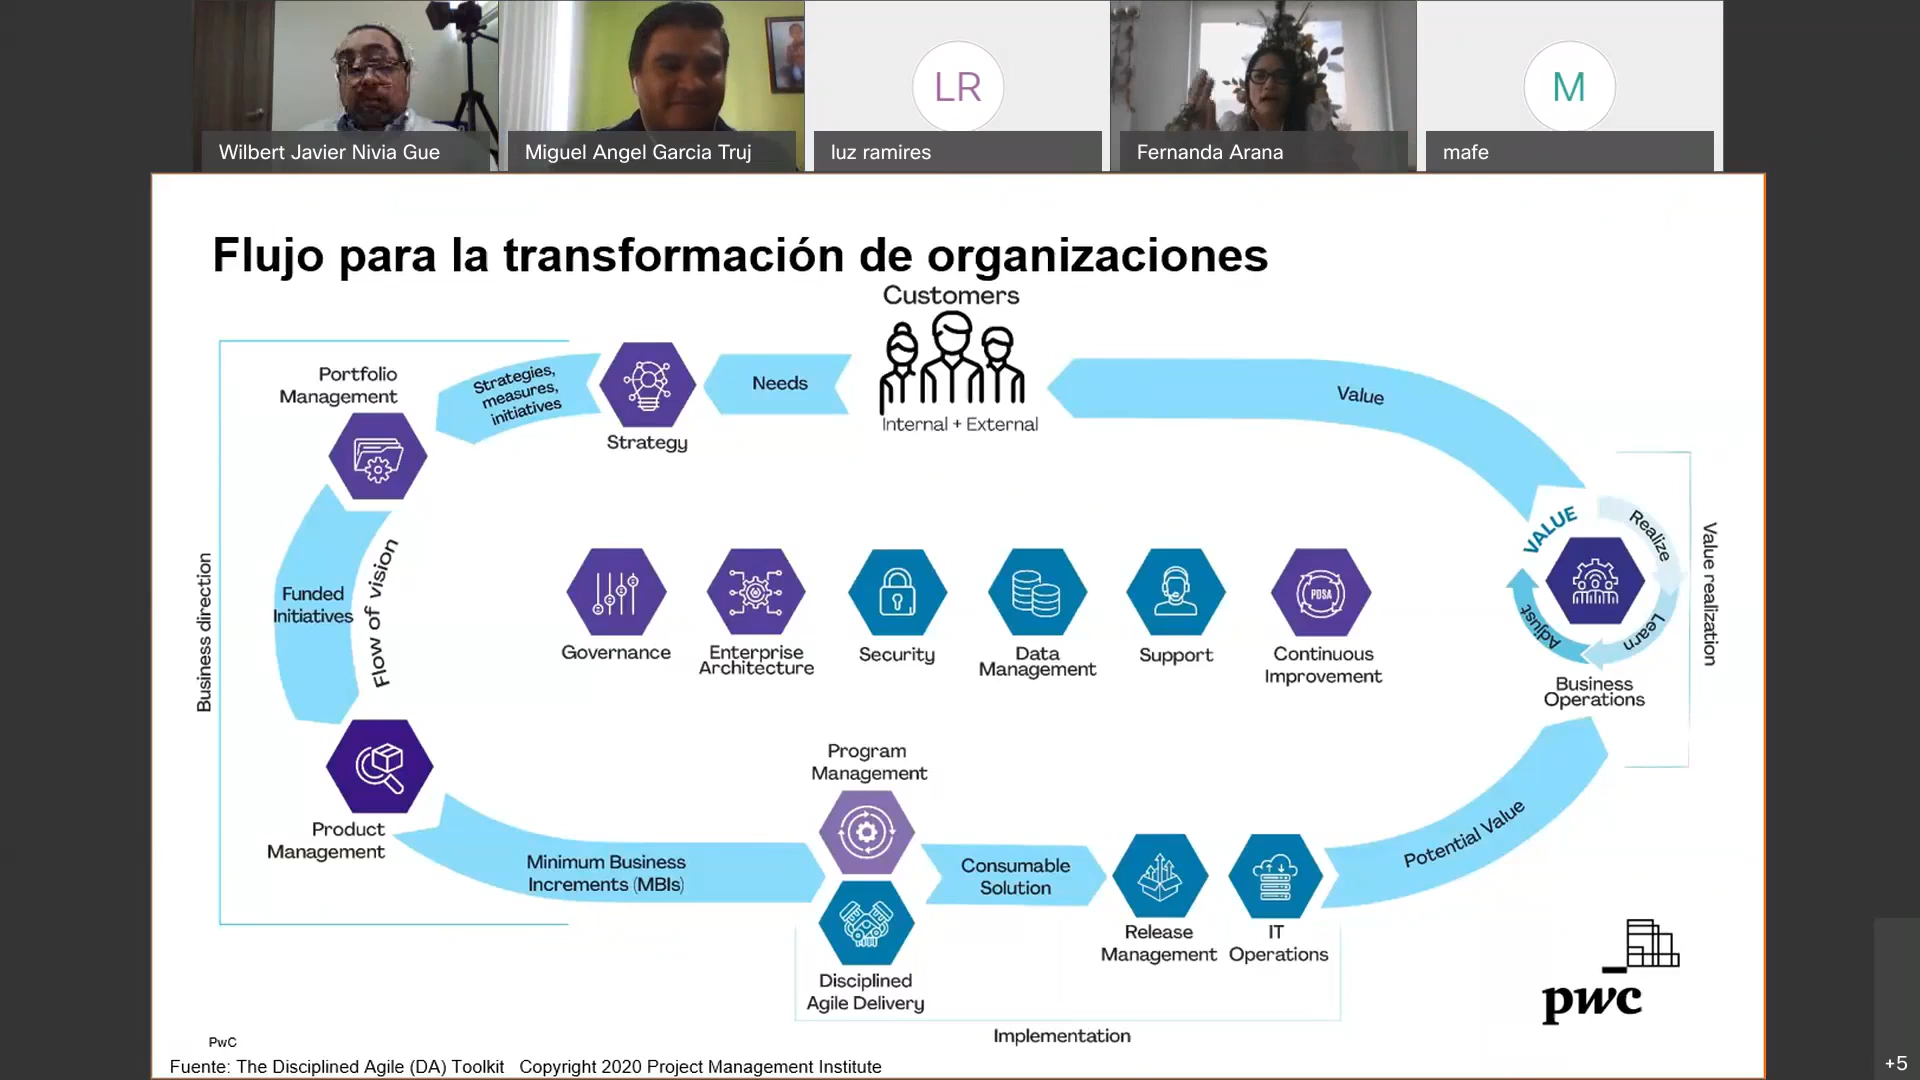 LR
M
Wilbert Javier Nivia Gue
Miguel Angel Garcia Truj
luz ramires
Fernanda Arana
mafe
Flujo para la transformación de organizaciones
Customers
Internal + External
Needs
Strategy
Strategies,
measures,
initiatives
Portfolio
Management
Business direction
Funded
Initiatives
Flow of vision
Product
Management
Minimum Business
Increments (MBIs)
Program
Management
Disciplined
Agile Delivery
Consumable
Solution
Release
Management
IT
Operations
Implementation
Potential Value
Business
Operations
VALUE
Realize
Learn
Adjust
Value realization
Value
Governance
Enterprise
Architecture
Security
Data
Management
Support
PDSA
Continuous
Improvement
pwc
PwC
Fuente: The Disciplined Agile (DA) Toolkit Copyright 2020 Project Management Institute
+5